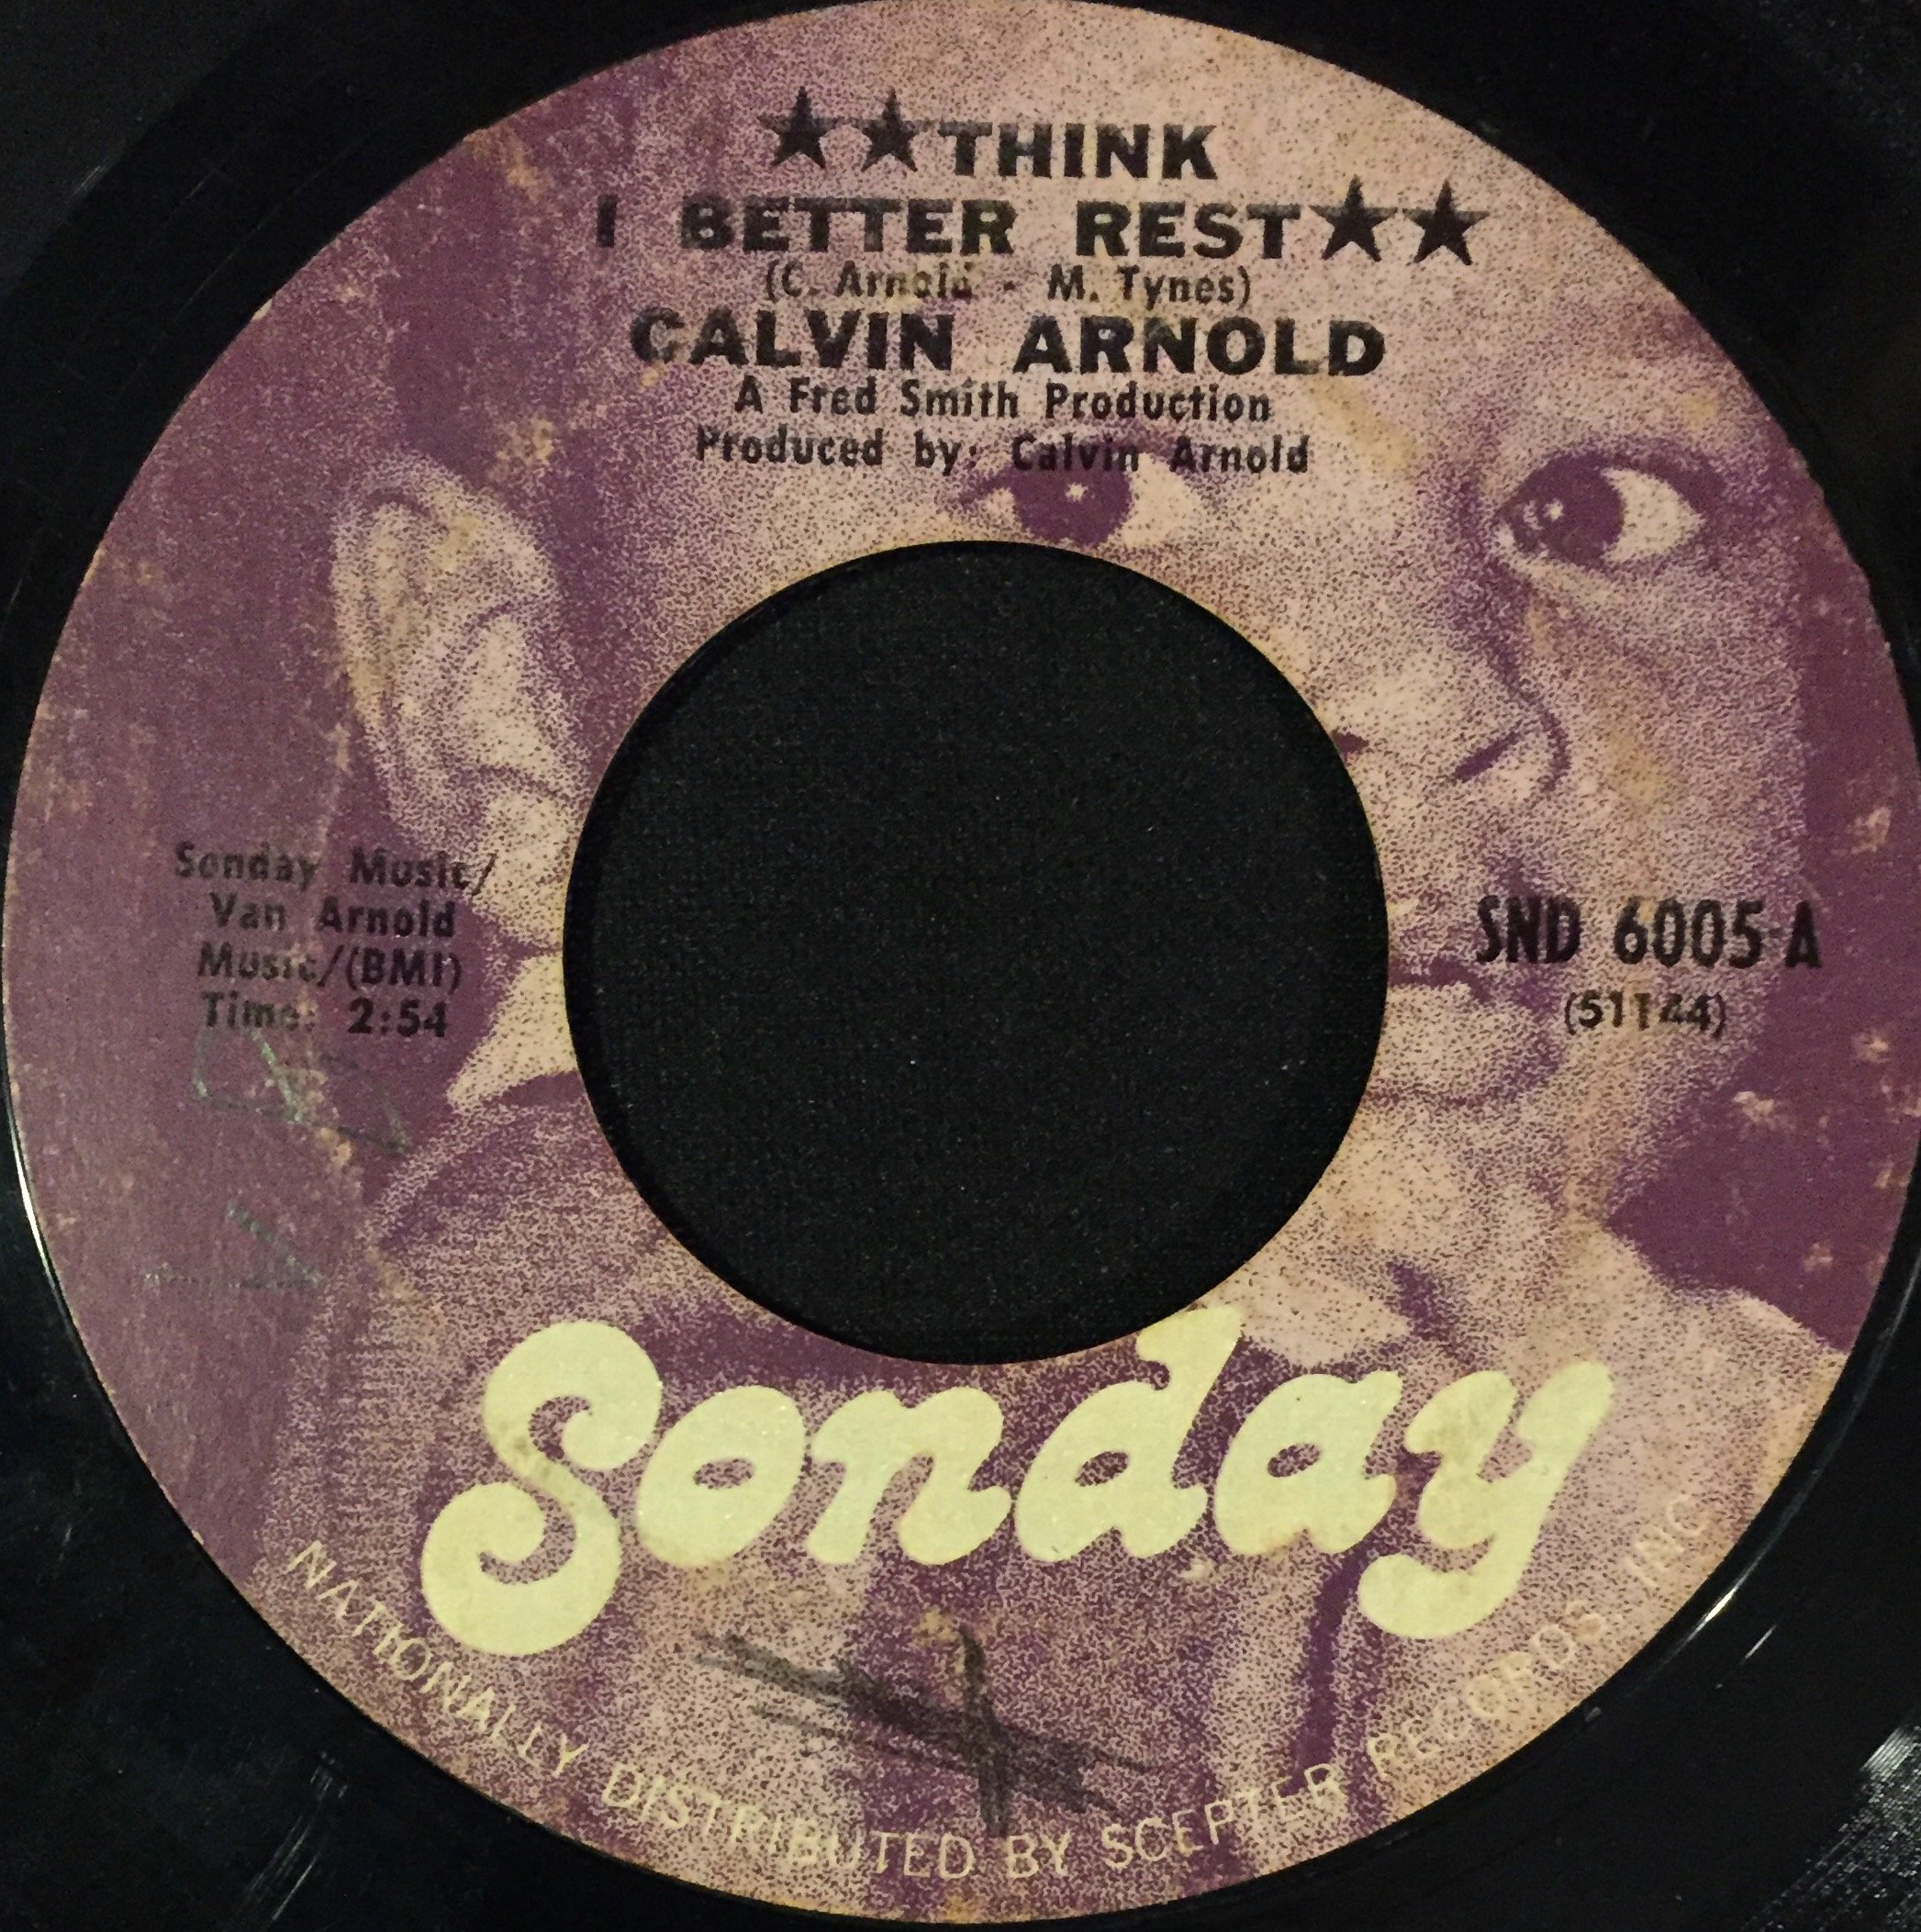 ★★THINK
I BETTER REST★★
(C. Arnold - M. Tynes)
CALVIN ARNOLD
A Fred Smith Production
Produced by: Calvin Arnold
Sonday Music/
Van Arnold
Music/(BMI)
Time: 2:54
SND 6005-A
(51144)
Sonday
NATIONALLY DISTRIBUTED BY SCEPTER RECORDS, INC.